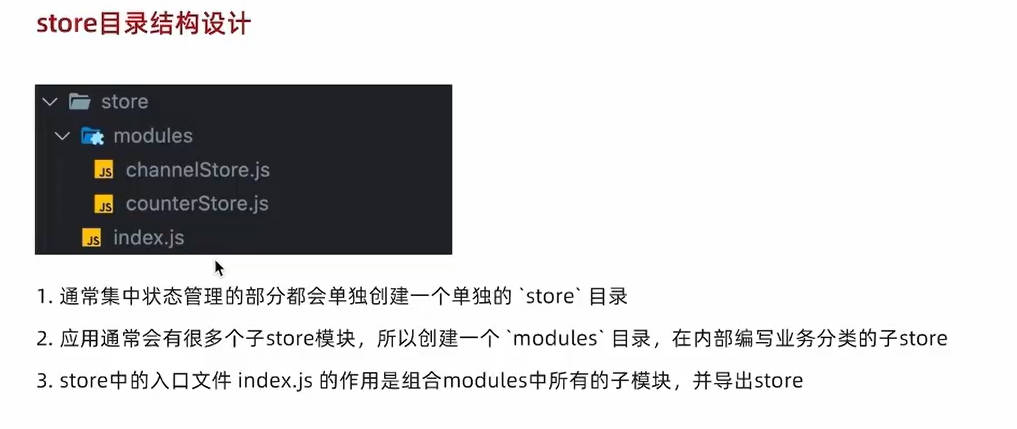 store目录结构设计
store
modules
channelStore.js
counterStore.js
index.js
1. 通常集中状态管理的部分都会单独创建一个单独的 `store` 目录
2. 应用通常会有很多个子store模块，所以创建一个 `modules` 目录，在内部编写业务分类的子store
3. store中的入口文件 index.js 的作用是组合modules中所有的子模块，并导出store